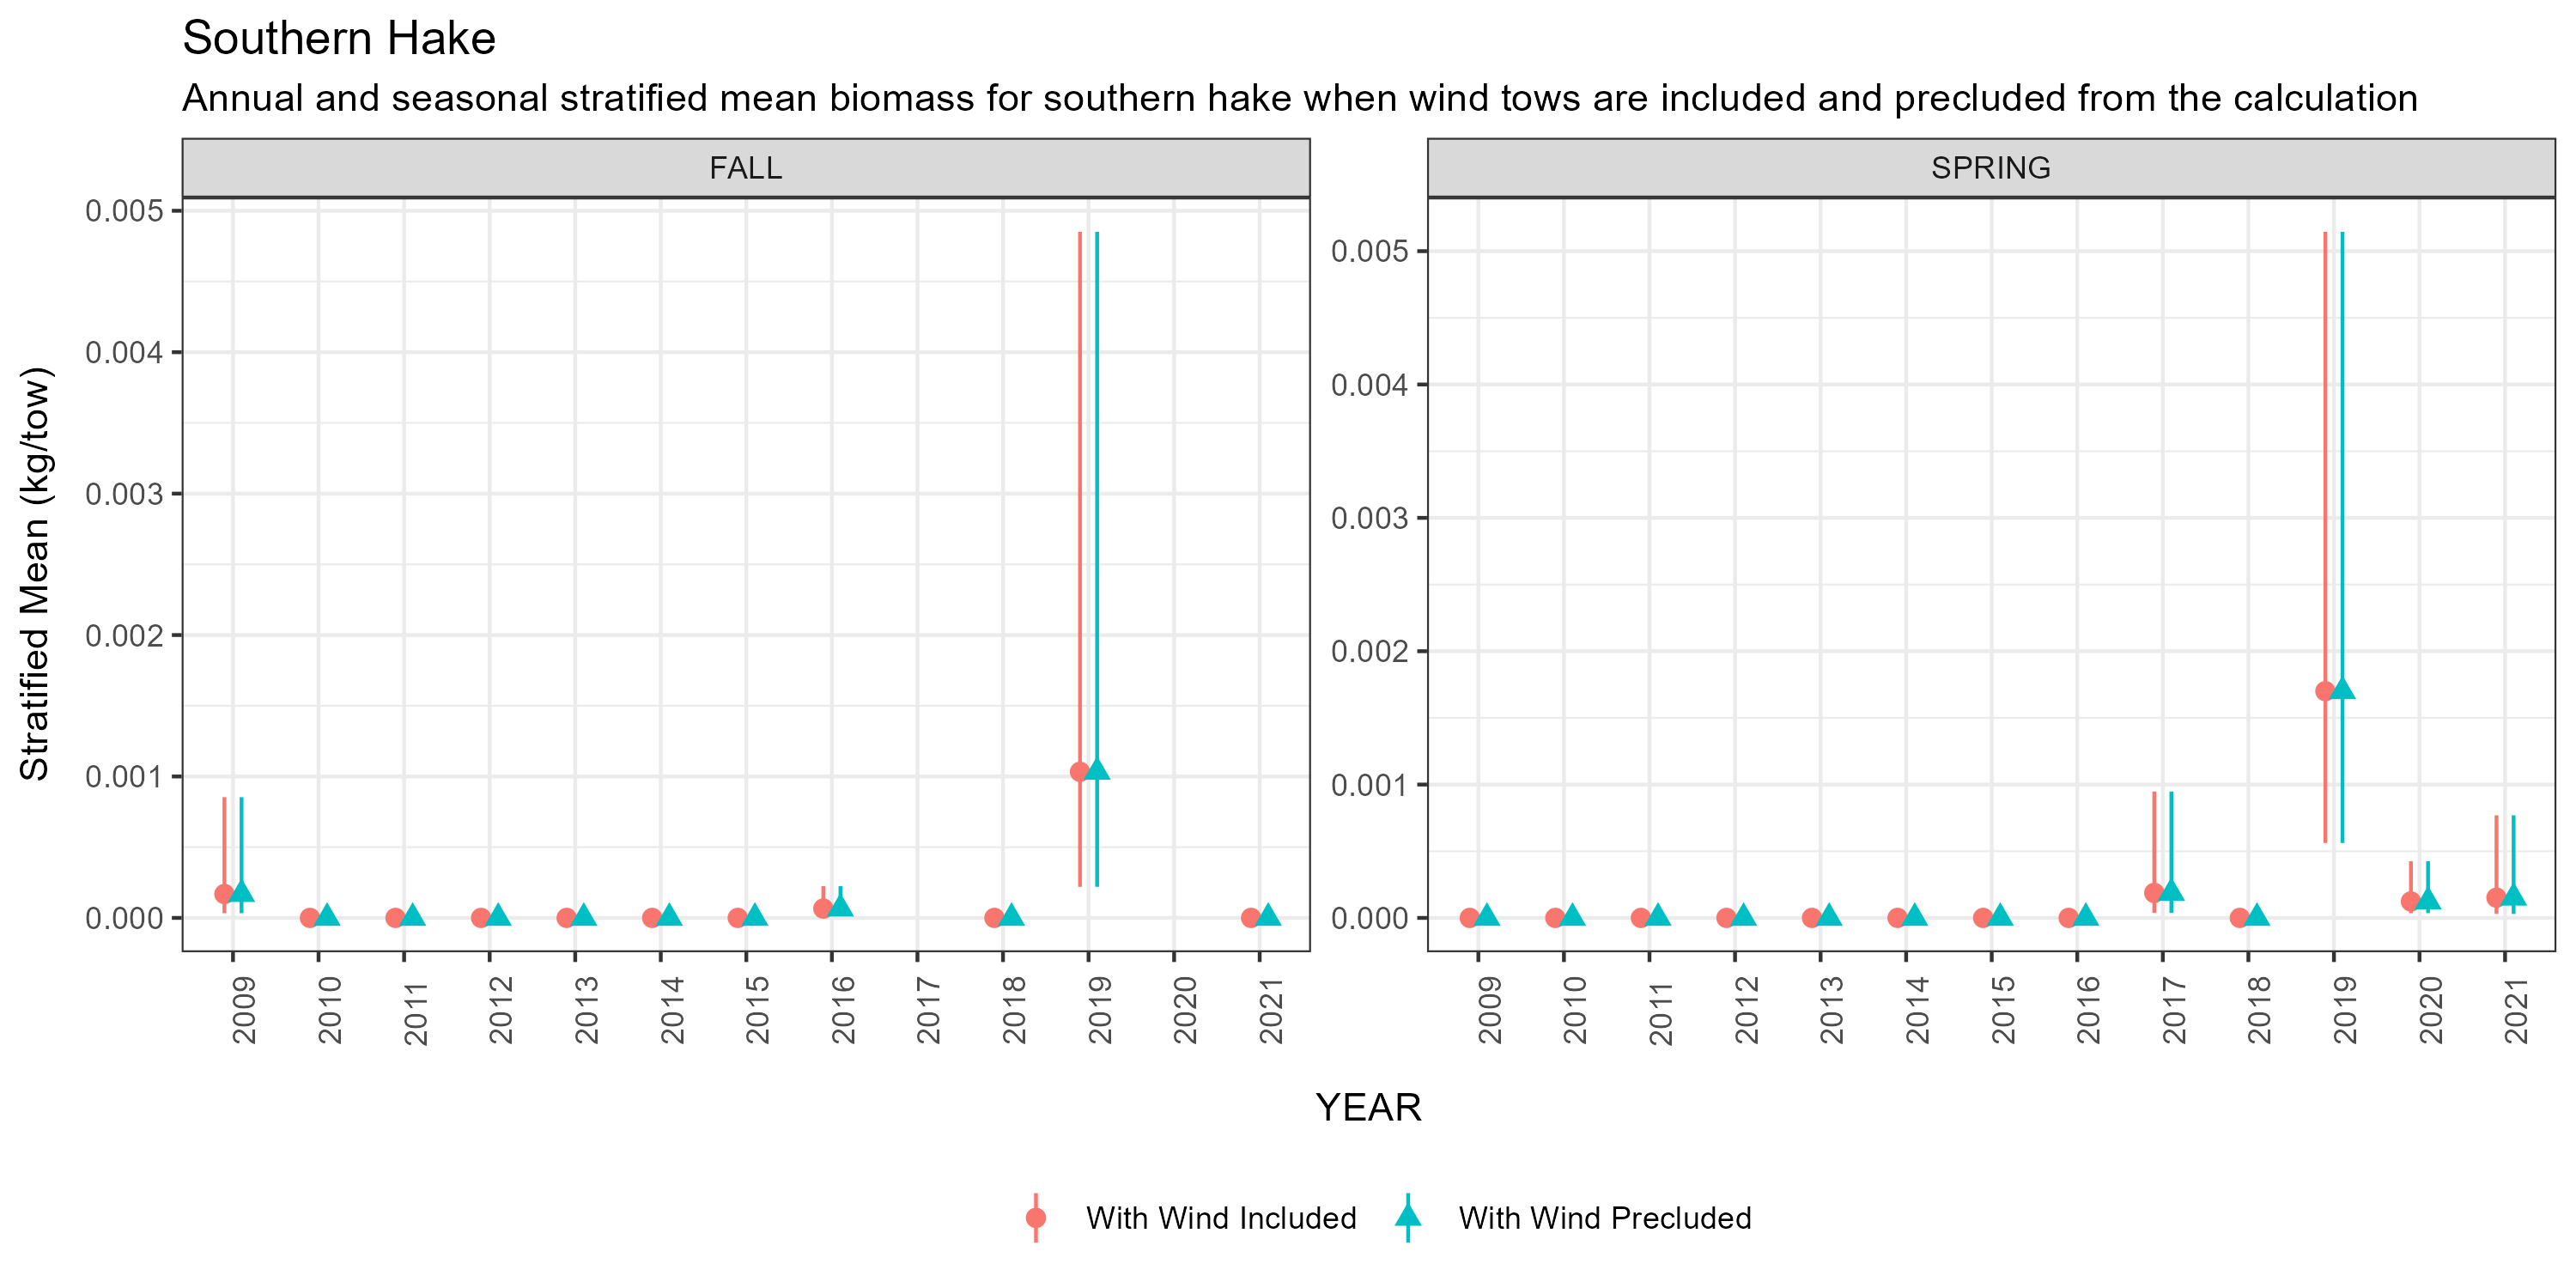 Southern Hake
Annual and seasonal stratified mean biomass for southern hake when wind tows are included and precluded from the calculation
FALL
SPRING
Stratified Mean (kg/tow)
0.005
0.004
0.003
0.002
0.001
0.000
0.005
0.004
0.003
0.002
0.001
0.000
2009 2010 2011 2012 2013 2014 2015 2016 2017 2018 2019 2020 2021
2009 2010 2011 2012 2013 2014 2015 2016 2017 2018 2019 2020 2021
YEAR
With Wind Included
With Wind Precluded